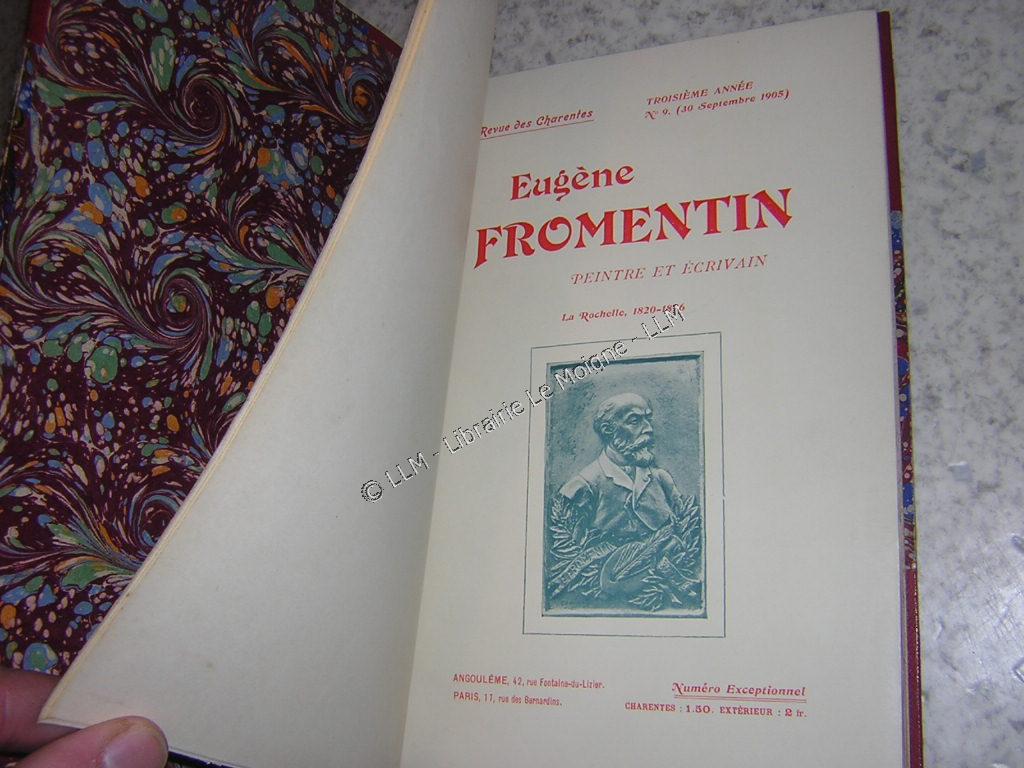 Revue des Charentes
TROISIÈME ANNÉE
N° 9. (30 Septembre 1905)
Eugène
FROMENTIN
PEINTRE ET ÉCRIVAIN
La Rochelle, 1820-1876
© LLM - Librairie Le Moigne - LLM
ANGOULÊME, 42, rue Fontaine-du-Lizier.
PARIS, 11, rue des Bernardins.
Numéro Exceptionnel
CHARENTES : 1.50. EXTÉRIEUR : 2 fr.